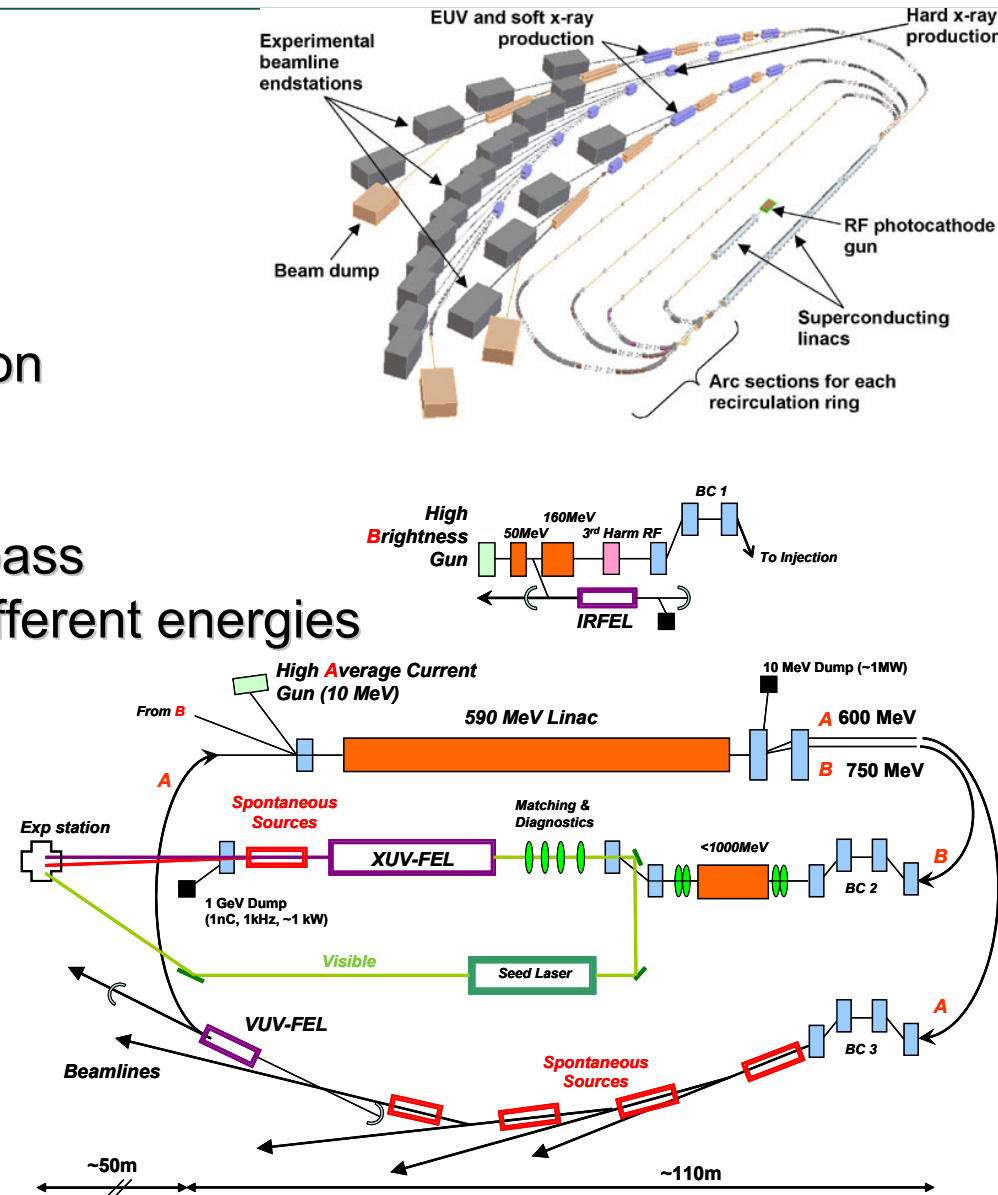 EUV and soft x-ray
production
Hard x-ray
production
Experimental
beamline
endstations
RF photocathode
gun
Beam dump
Superconducting
linacs
Arc sections for each
recirculation ring
on
pass
fferent energies
High
Brightness
Gun
50MeV
160MeV
3rd Harm RF
BC 1
To Injection
IRFEL
High Average Current
Gun (10 MeV)
From B
590 MeV Linac
10 MeV Dump (~1MW)
A 600 MeV
B 750 MeV
A
Exp station
Spontaneous
Sources
XUV-FEL
Matching &
Diagnostics
<1000MeV
BC 2
B
1 GeV Dump
(1nC, 1kHz, ~1 kW)
Visible
Seed Laser
VUV-FEL
Beamlines
Spontaneous
Sources
BC 3
A
~50m
~110m